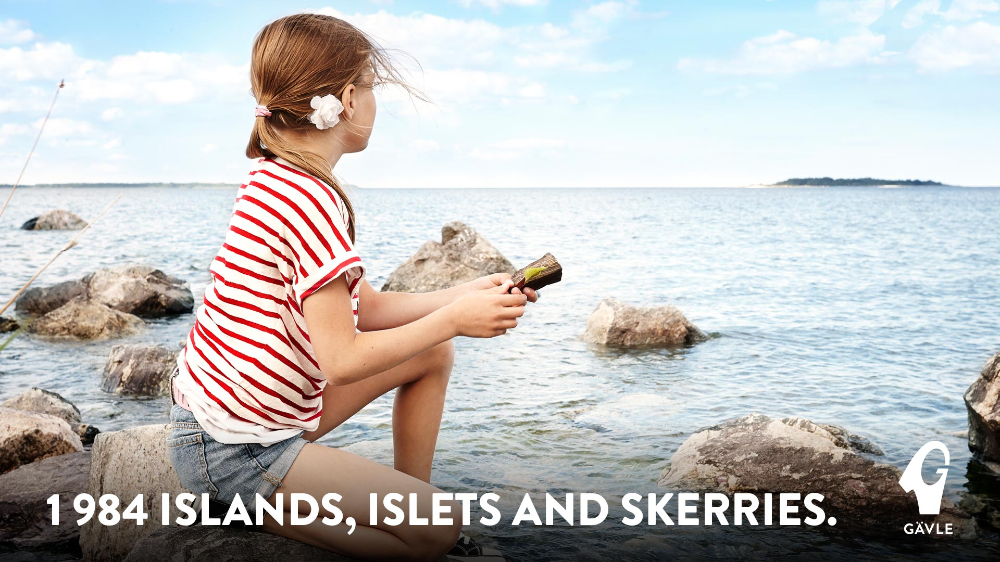 1 984 ISLANDS, ISLETS AND SKERRIES.
GÄVLE